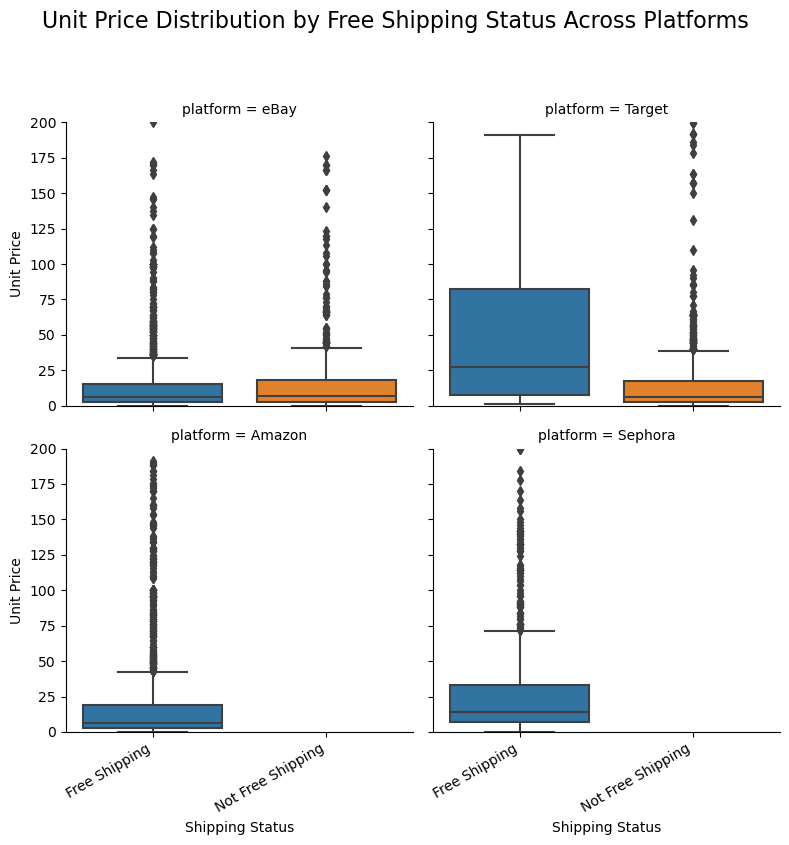 Unit Price Distribution by Free Shipping Status Across Platforms
platform = eBay
platform = Target
200
175
150
125
100
75
50
25
0
Unit Price
platform = Amazon
platform = Sephora
200
175
150
125
100
75
50
25
0
Unit Price
Free Shipping
Not Free Shipping
Free Shipping
Not Free Shipping
Shipping Status
Shipping Status